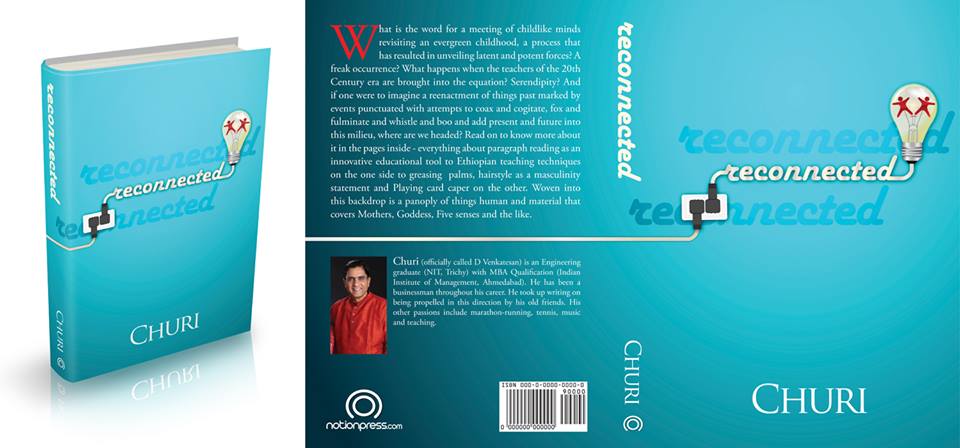 reconnected
reconnected
reconnected
reconnected
CHURI
CHURI
What is the word for a meeting of childlike minds
revisiting an evergreen childhood, a process that
has resulted in unveiling latent and potent forces? A
freak occurrence? What happens when the teachers of the 20th
Century era are brought into the equation? Serendipity? And
if one were to imagine a reenactment of things past marked by
events punctuated with attempts to coax and cogitate, fox and
fulminate and whistle and boo and add present and future into
this milieu, where are we headed? Read on to know more about
it in the pages inside - everything about paragraph reading as an
innovative educational tool to Ethiopian teaching techniques
on the one side to greasing palms, hairstyle as a masculinity
statement and Playing card caper on the other. Woven into
this backdrop is a panoply of things human and material that
covers Mothers, Goddess, Five senses and the like.
Churi (officially called D Venkatesan) is an Engineering
graduate (NIT, Trichy) with MBA Qualification (Indian
Institute of Management, Ahmedabad). He has been a
businessman throughout his career. He took up writing on
being propelled in this direction by his old friends. His
other passions include marathon-running, tennis, music
and teaching.
notionpress.com
ISBN 0-000-00000-0-0
90000
0 000000 000000
reconnected
CHURI
reconnected
reconnected
reconnected
CHURI